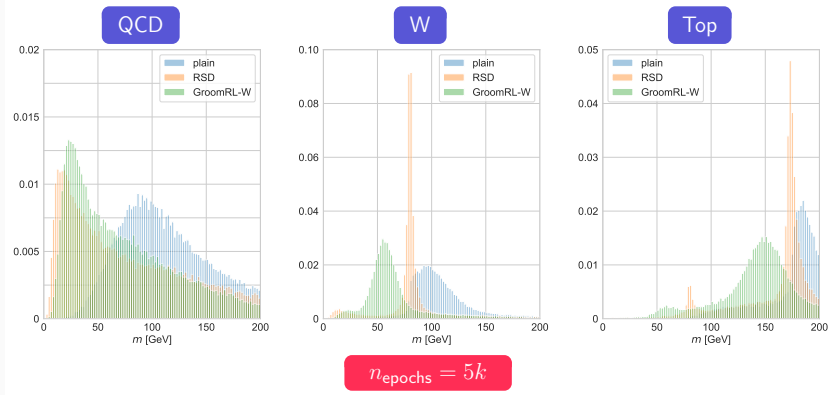 QCD
W
Top
0.02
0.015
0.01
0.005
0
0
50
100
150
200
m [GeV]
plain
RSD
GroomRL-W
0.10
0.08
0.06
0.04
0.02
0
0
50
100
150
200
m [GeV]
plain
RSD
GroomRL-W
0.05
0.04
0.03
0.02
0.01
0
0
50
100
150
200
m [GeV]
plain
RSD
GroomRL-W
n_epochs = 5k